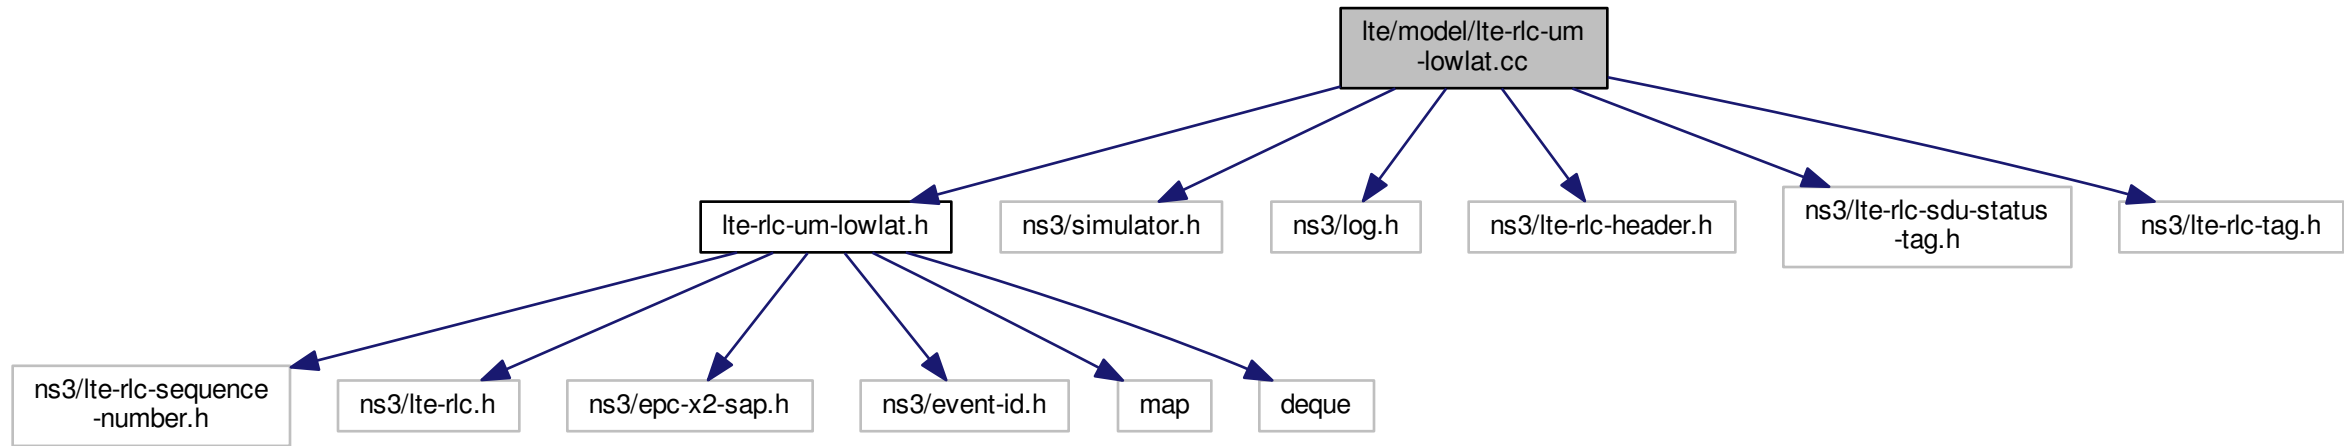 lte/model/lte-rlc-um
-lowlat.cc
lte-rlc-um-lowlat.h
ns3/simulator.h
ns3/log.h
ns3/lte-rlc-header.h
ns3/lte-rlc-sdu-status
-tag.h
ns3/lte-rlc-tag.h
ns3/lte-rlc-sequence
-number.h
ns3/lte-rlc.h
ns3/epc-x2-sap.h
ns3/event-id.h
map
deque